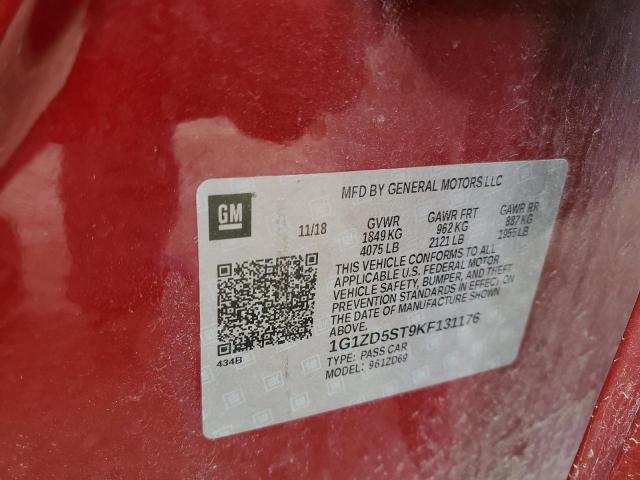 MFD BY GENERAL MOTORS LLC
GM
11/18
GVWR GAWR FRT GAWR RR
1849 KG 962 KG 887 KG
4075 LB 2121 LB 1955 LB
THIS VEHICLE CONFORMS TO ALL
APPLICABLE U.S. FEDERAL MOTOR
VEHICLE SAFETY, BUMPER, AND THEFT
PREVENTION STANDARDS IN EFFECT ON
THE DATE OF MANUFACTURE SHOWN
ABOVE.
1G1ZD5ST9KF131176
TYPE: PASS CAR
MODEL: 961ZD69
434B